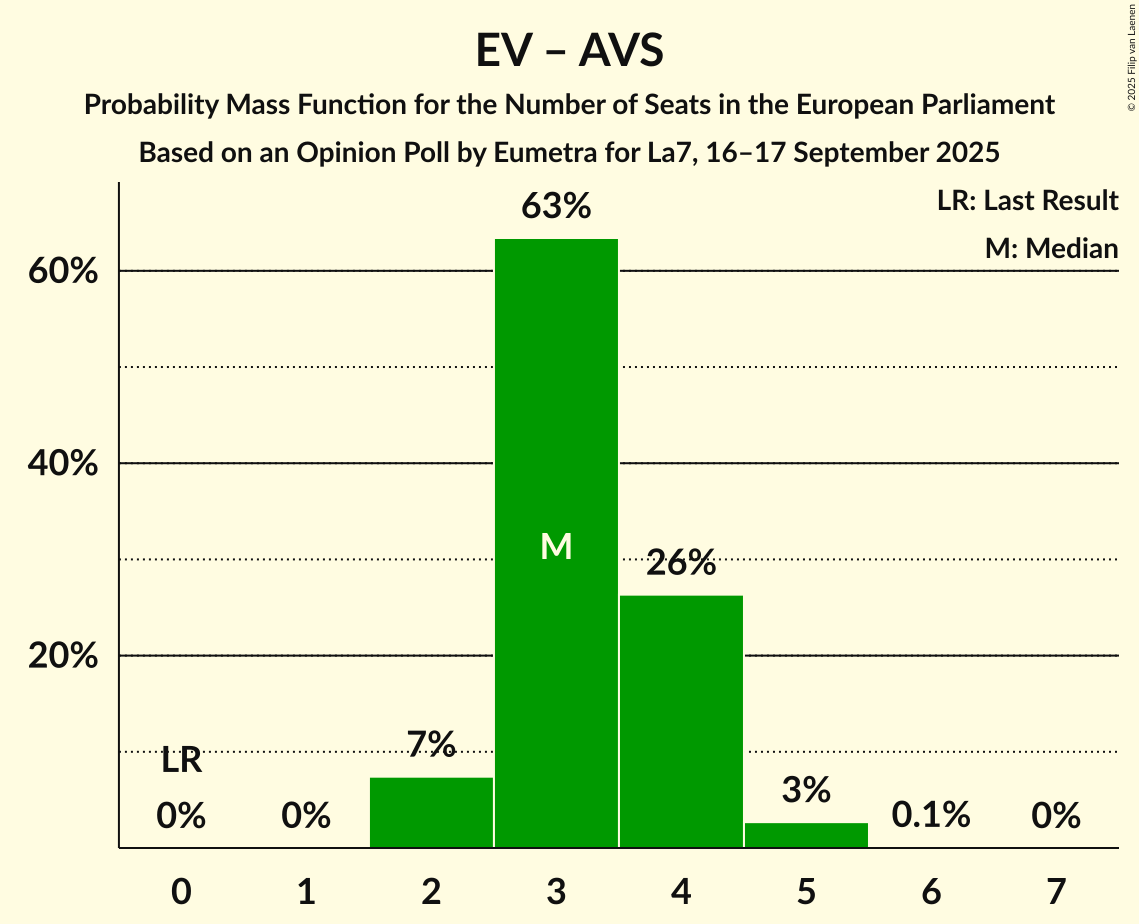 EV – AVS
Probability Mass Function for the Number of Seats in the European Parliament
Based on an Opinion Poll by Eumetra for La7, 16–17 September 2025
© 2025 Filip van Laenen
LR: Last Result
M: Median
63%
60%
40%
M
26%
20%
7%
LR
3%
0%
0%
0.1%
0%
0
1
2
3
4
5
6
7